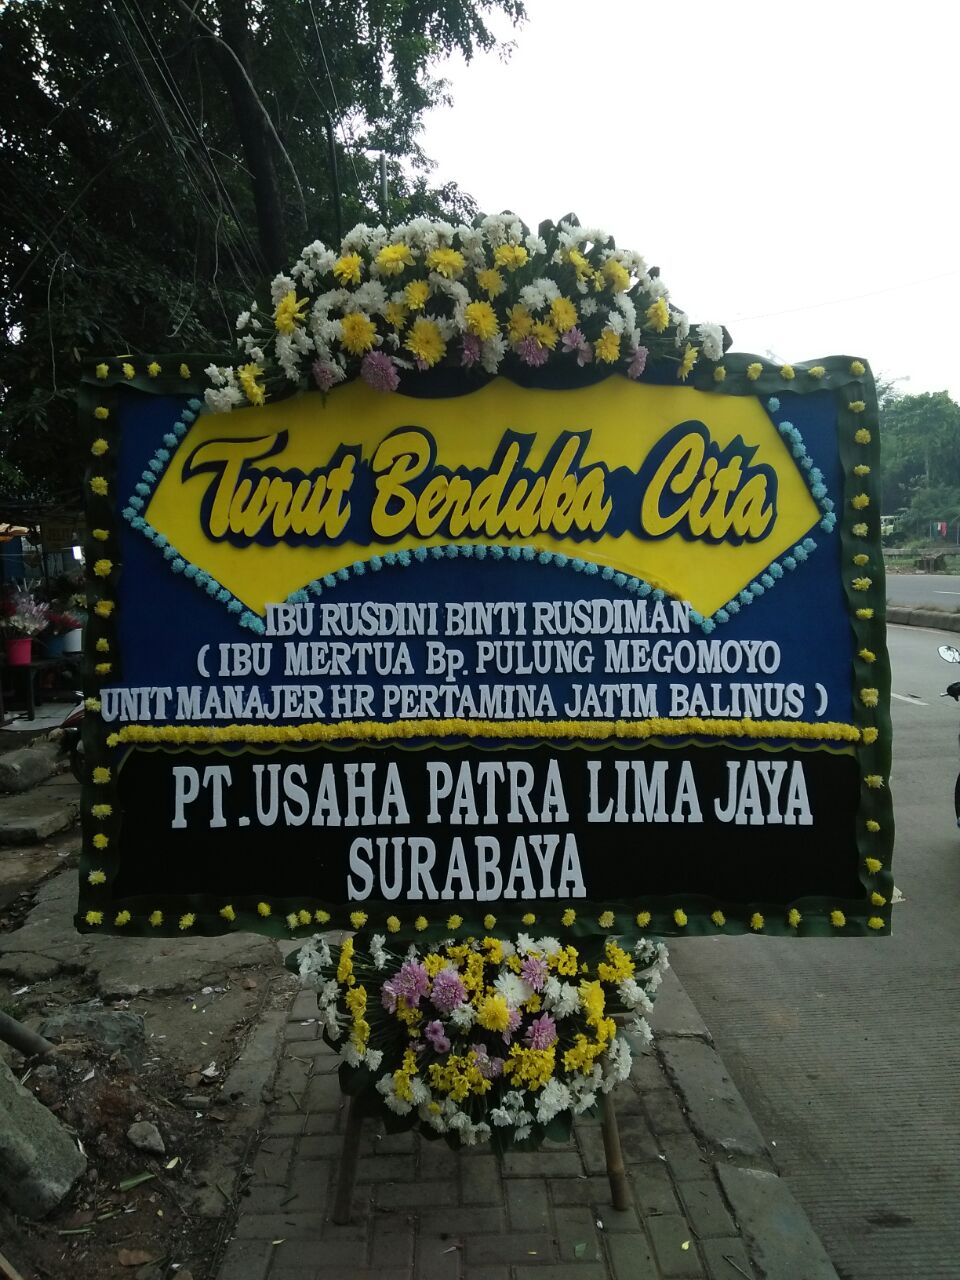 Turut Berduka Cita
IBU RUSDINI BINTI RUSDIMAN
( IBU MERTUA Bp. PULUNG MEGOMOYO
UNIT MANAJER HR PERTAMINA JATIM BALINUS )
PT. USAHA PATRA LIMA JAYA
SURABAYA